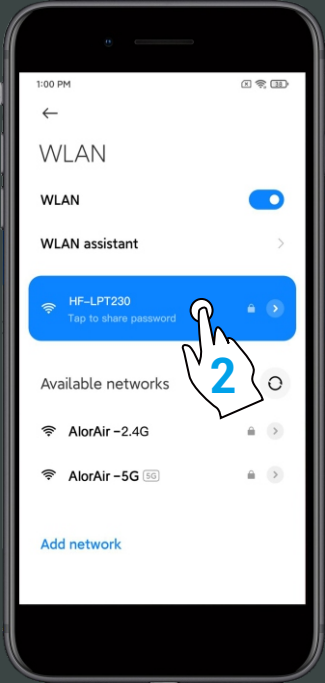 1:00 PM
38
WLAN
WLAN
WLAN assistant
HF-LPT230
Tap to share password
2
Available networks
AlorAir -2.4G
AlorAir -5G 5G
Add network